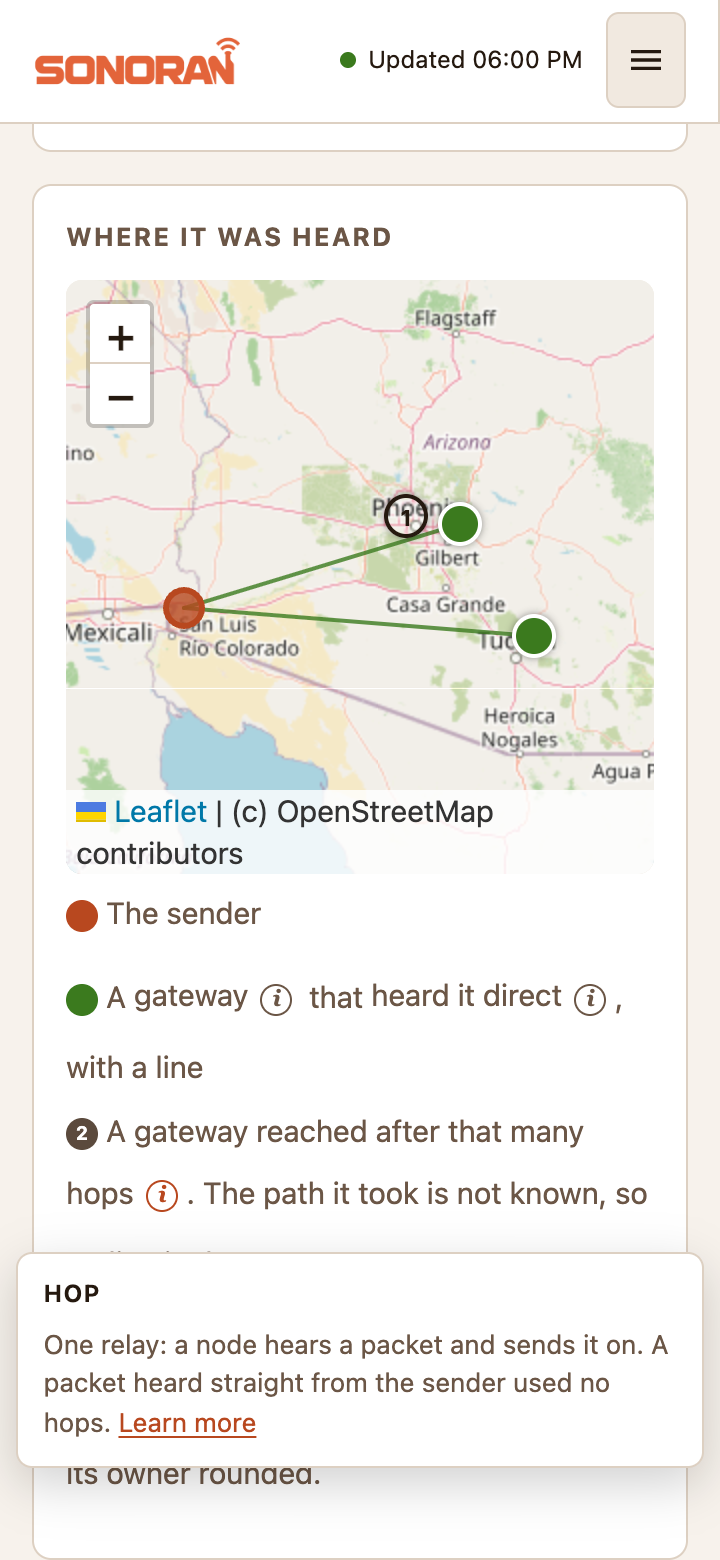 SONORAN
Updated 06:00 PM
WHERE IT WAS HEARD
+
−
Flagstaff
ino
Arizona
1
Gilbert
Casa Grande
Mexicali
San Luis
Río Colorado
Heroica
Nogales
Agua P
Leaflet | (c) OpenStreetMap
contributors
The sender
A gateway i that heard it direct i ,
with a line
2 A gateway reached after that many
hops i . The path it took is not known, so
HOP
One relay: a node hears a packet and sends it on. A
packet heard straight from the sender used no
hops. Learn more
its owner rounded.